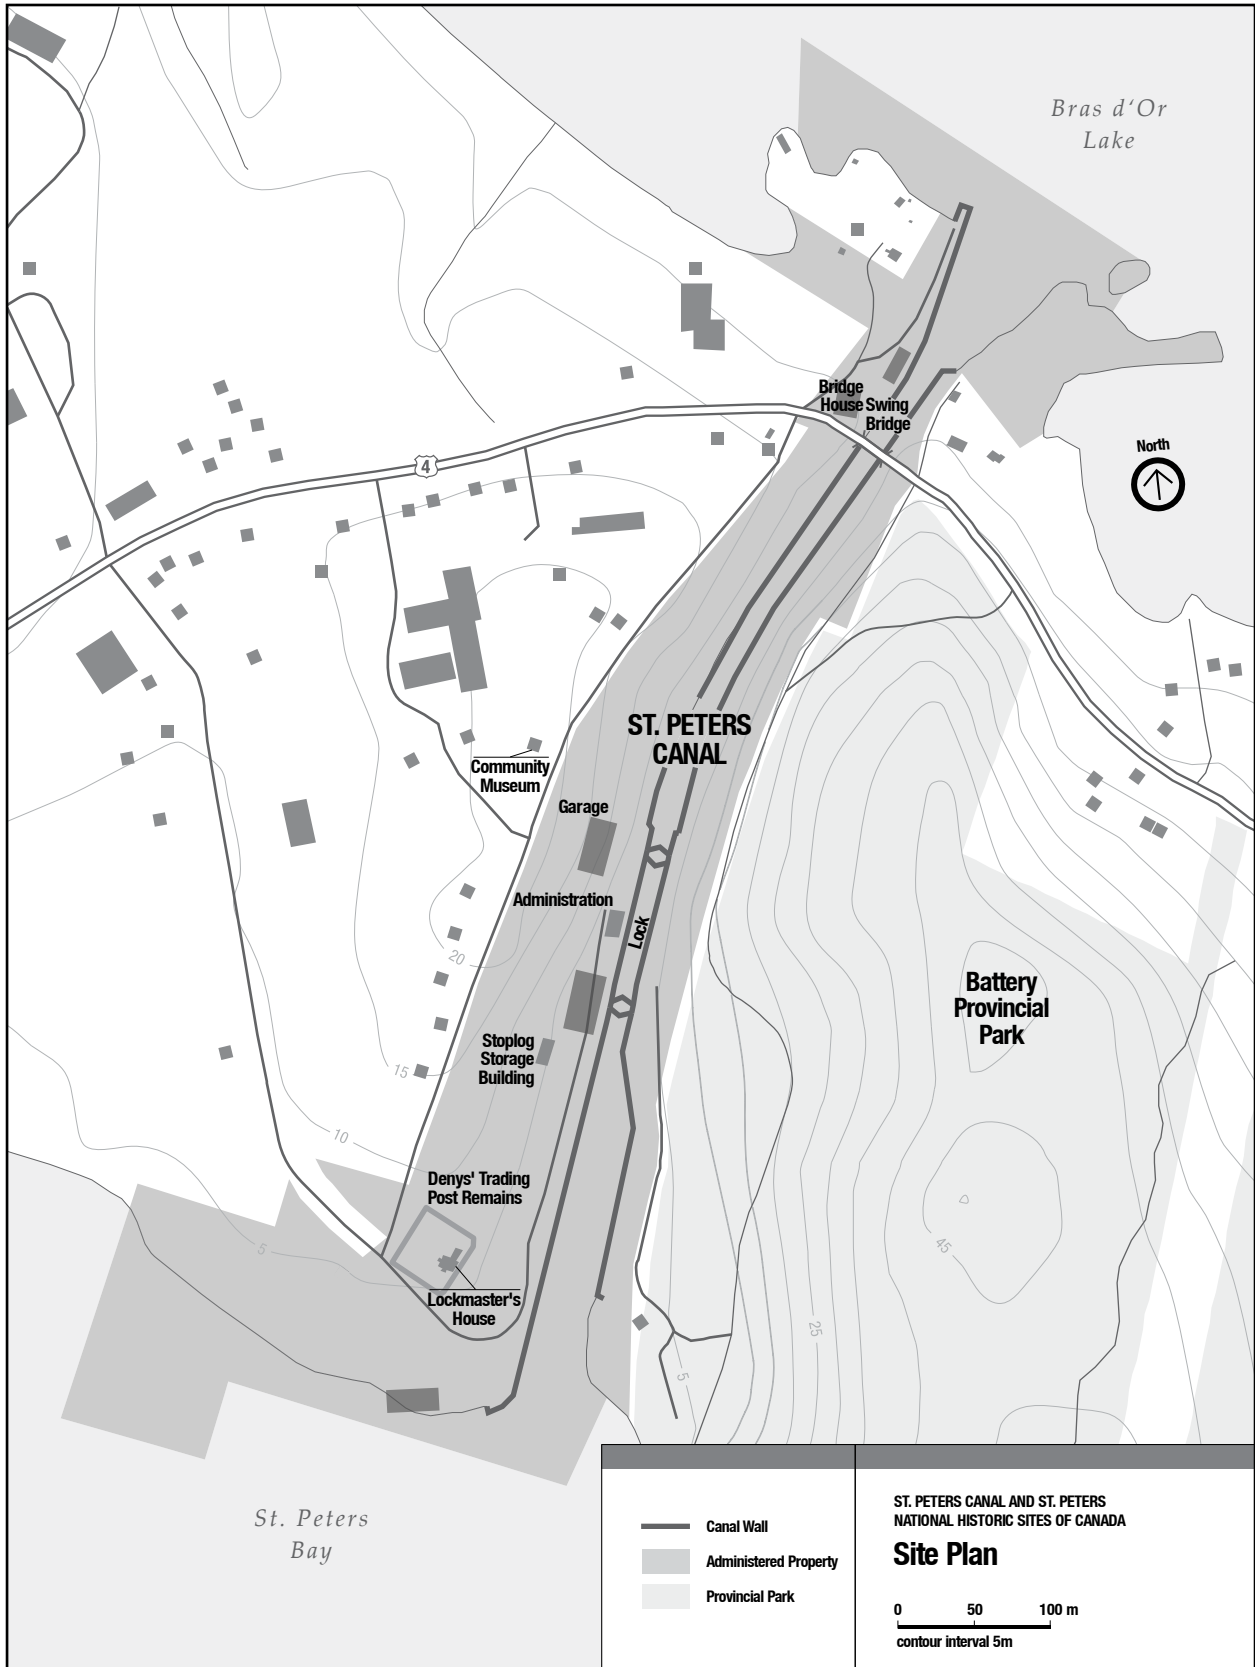 Bras d‘Or
Lake
North
Bridge
House
Swing
Bridge
4
ST. PETERS
CANAL
Community
Museum
Garage
Administration
Lock
20
Battery
Provincial
Park
Stoplog
Storage
Building
15
10
Denys' Trading
Post Remains
5
45
Lockmaster's
House
25
5
St. Peters
Bay
Canal Wall
Administered Property
Provincial Park
ST. PETERS CANAL AND ST. PETERS
NATIONAL HISTORIC SITES OF CANADA
Site Plan
0 50 100 m
contour interval 5m